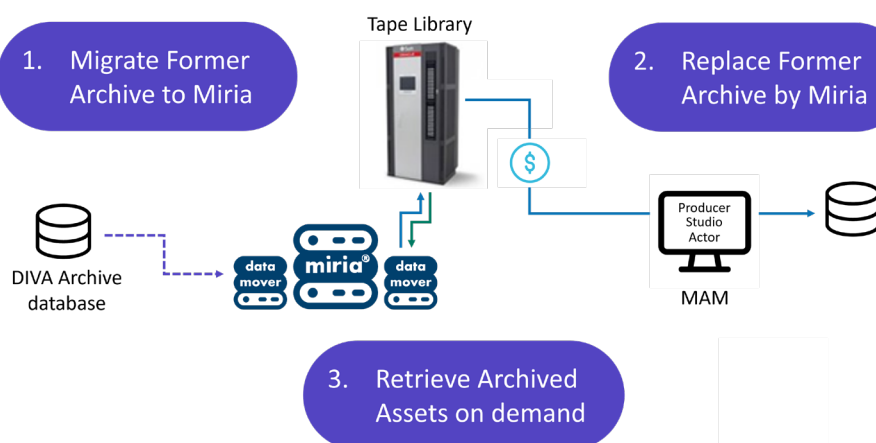 Tape Library
1. Migrate Former
Archive to Miria
2. Replace Former
Archive by Miria
$
Producer
Studio
Actor
MAM
DIVA Archive
database
data
mover
miria®
data
mover
3. Retrieve Archived
Assets on demand